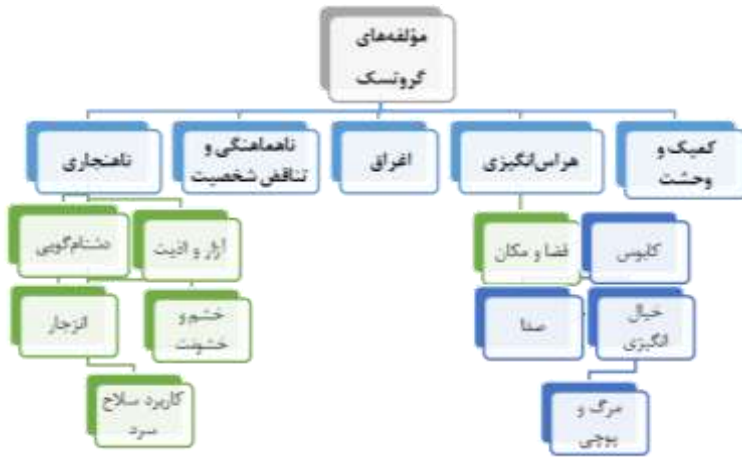 مؤلفه‌های
گروتسک
کمیک و
وحشت
هراس‌انگیزی
اغراق
ناهماهنگی و
تناقض شخصیت
ناهنجاری
کابوس
فضا و مکان
آزار و اذیت
دشنام‌گویی
خیال
انگیزی
صدا
خشم و
خشونت
انزجار
مرگ و
پوچی
کاربرد سلاح
سرد